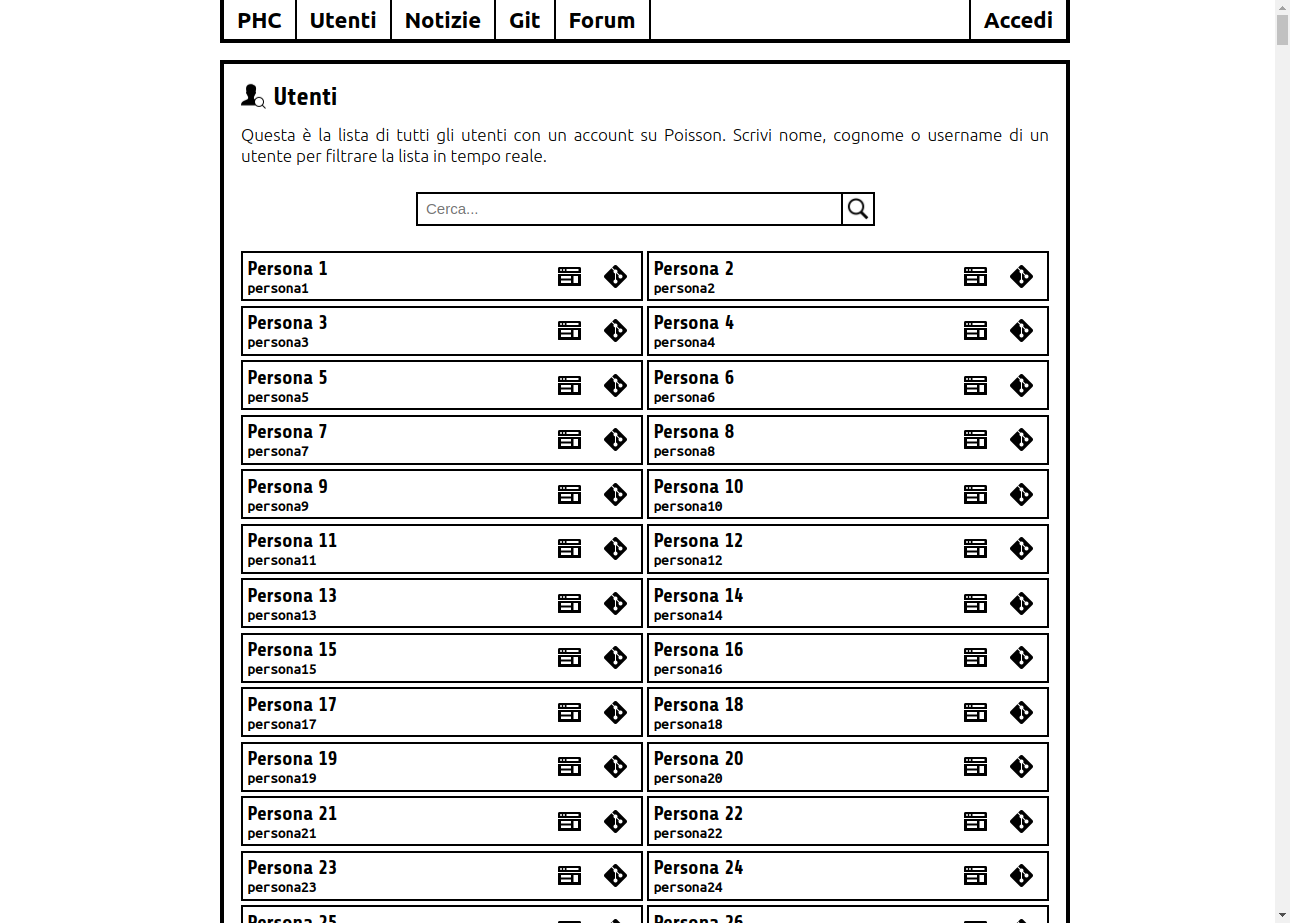 PHC Utenti Notizie Git Forum Accedi
Utenti
Questa è la lista di tutti gli utenti con un account su Poisson. Scrivi nome, cognome o username di un
utente per filtrare la lista in tempo reale.
Cerca...
Persona 1
persona1
Persona 2
persona2
Persona 3
persona3
Persona 4
persona4
Persona 5
persona5
Persona 6
persona6
Persona 7
persona7
Persona 8
persona8
Persona 9
persona9
Persona 10
persona10
Persona 11
persona11
Persona 12
persona12
Persona 13
persona13
Persona 14
persona14
Persona 15
persona15
Persona 16
persona16
Persona 17
persona17
Persona 18
persona18
Persona 19
persona19
Persona 20
persona20
Persona 21
persona21
Persona 22
persona22
Persona 23
persona23
Persona 24
persona24
Persona 25
Persona 26